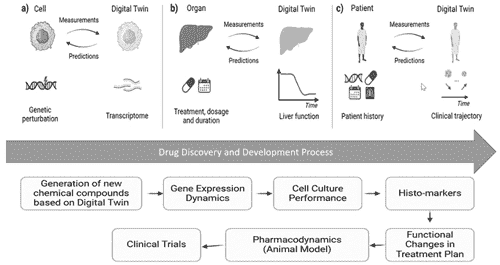 a) Cell Digital Twin
Measurements
Predictions
Genetic
perturbation
Transcriptome
b) Organ Digital Twin
Measurements
Predictions
Treatment, dosage
and duration
Time
Liver function
c) Patient Digital Twin
Measurements
Predictions
Patient history
Time
Clinical trajectory
Drug Discovery and Development Process
Generation of new
chemical compounds
based on Digital Twin
Gene Expression
Dynamics
Cell Culture
Performance
Histo-markers
Functional
Changes in
Treatment Plan
Pharmacodynamics
(Animal Model)
Clinical Trials